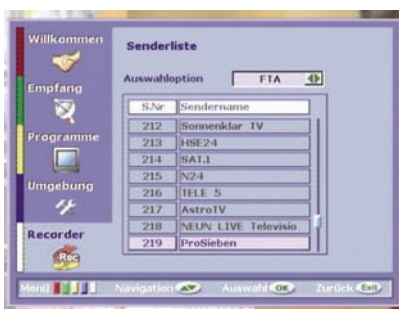 Willkommen
Empfang
Programme
Umgebung
Recorder
Rec
Senderliste
Auswahloption FTA
S.Nr Sendername
212 Sonnenklar TV
213 HSE24
214 SAT.1
215 N24
216 TELE 5
217 AstroTV
218 NEUN LIVE Televisio
219 ProSieben
Menü Navigation Auswahl OK Zurück Exit